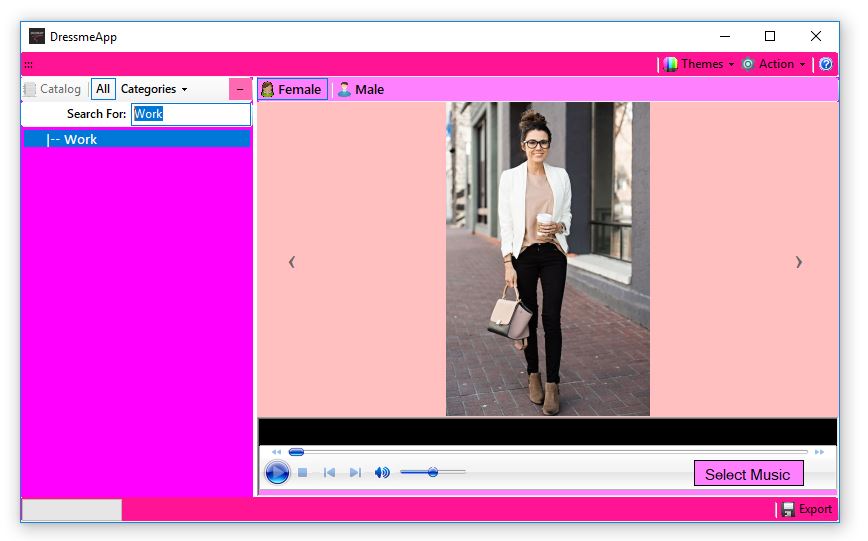 DressmeApp
Themes Action
Catalog All Categories
Female Male
Search For: Work
|-- Work
Select Music
Export